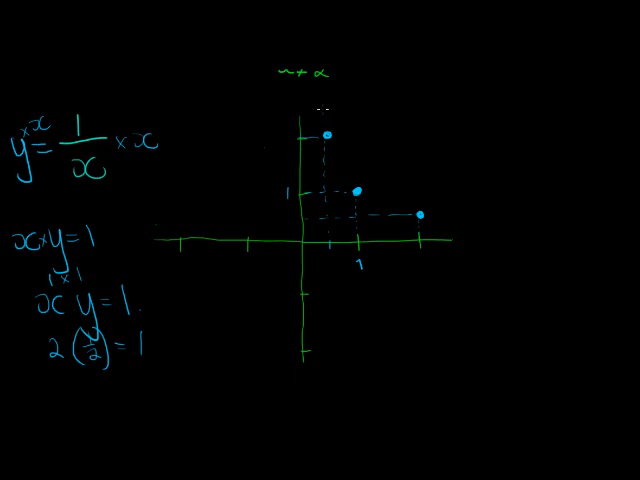 y × x = 1/x × x
x × y = 1
1 × 1
x y = 1.
2 (1/2) = 1
1
1